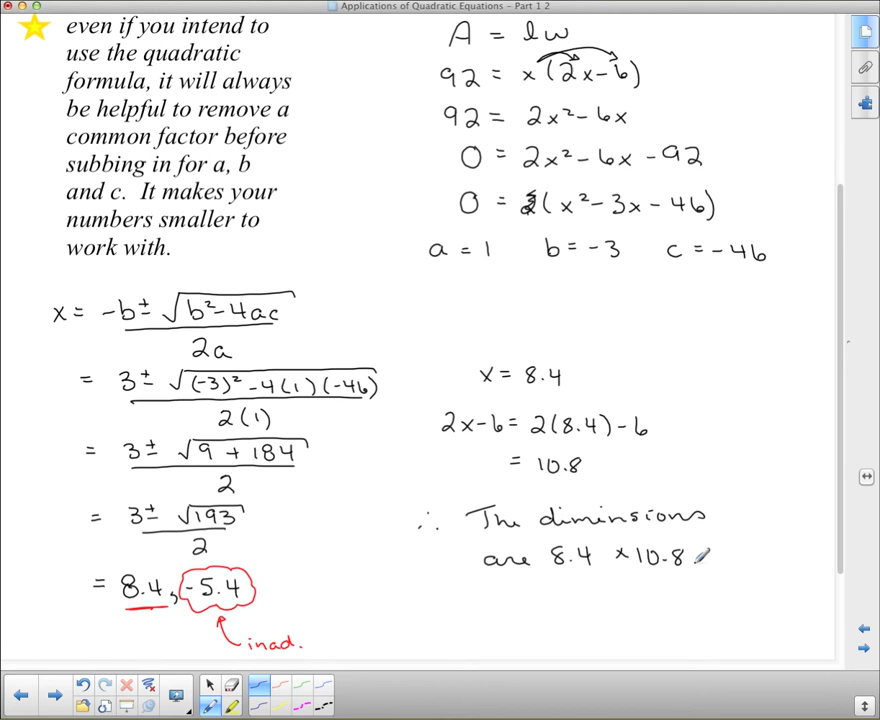 Applications of Quadratic Equations - Part 1 2
even if you intend to
use the quadratic
formula, it will always
be helpful to remove a
common factor before
subbing in for a, b
and c. It makes your
numbers smaller to
work with.
A = lw
92 = x(2x-6)
92 = 2x²-6x
0 = 2x²-6x-92
0 = 2(x²-3x-46)
a = 1 b = -3 c = -46
x = -b ± √b²-4ac
2a
= 3 ± √(-3)²-4(1)(-46)
2(1)
= 3 ± √9 + 184
2
= 3 ± √193
2
= 8.4, -5.4
inad.
x = 8.4
2x-6 = 2(8.4)-6
= 10.8
∴ The diminsions
are 8.4 x 10.8